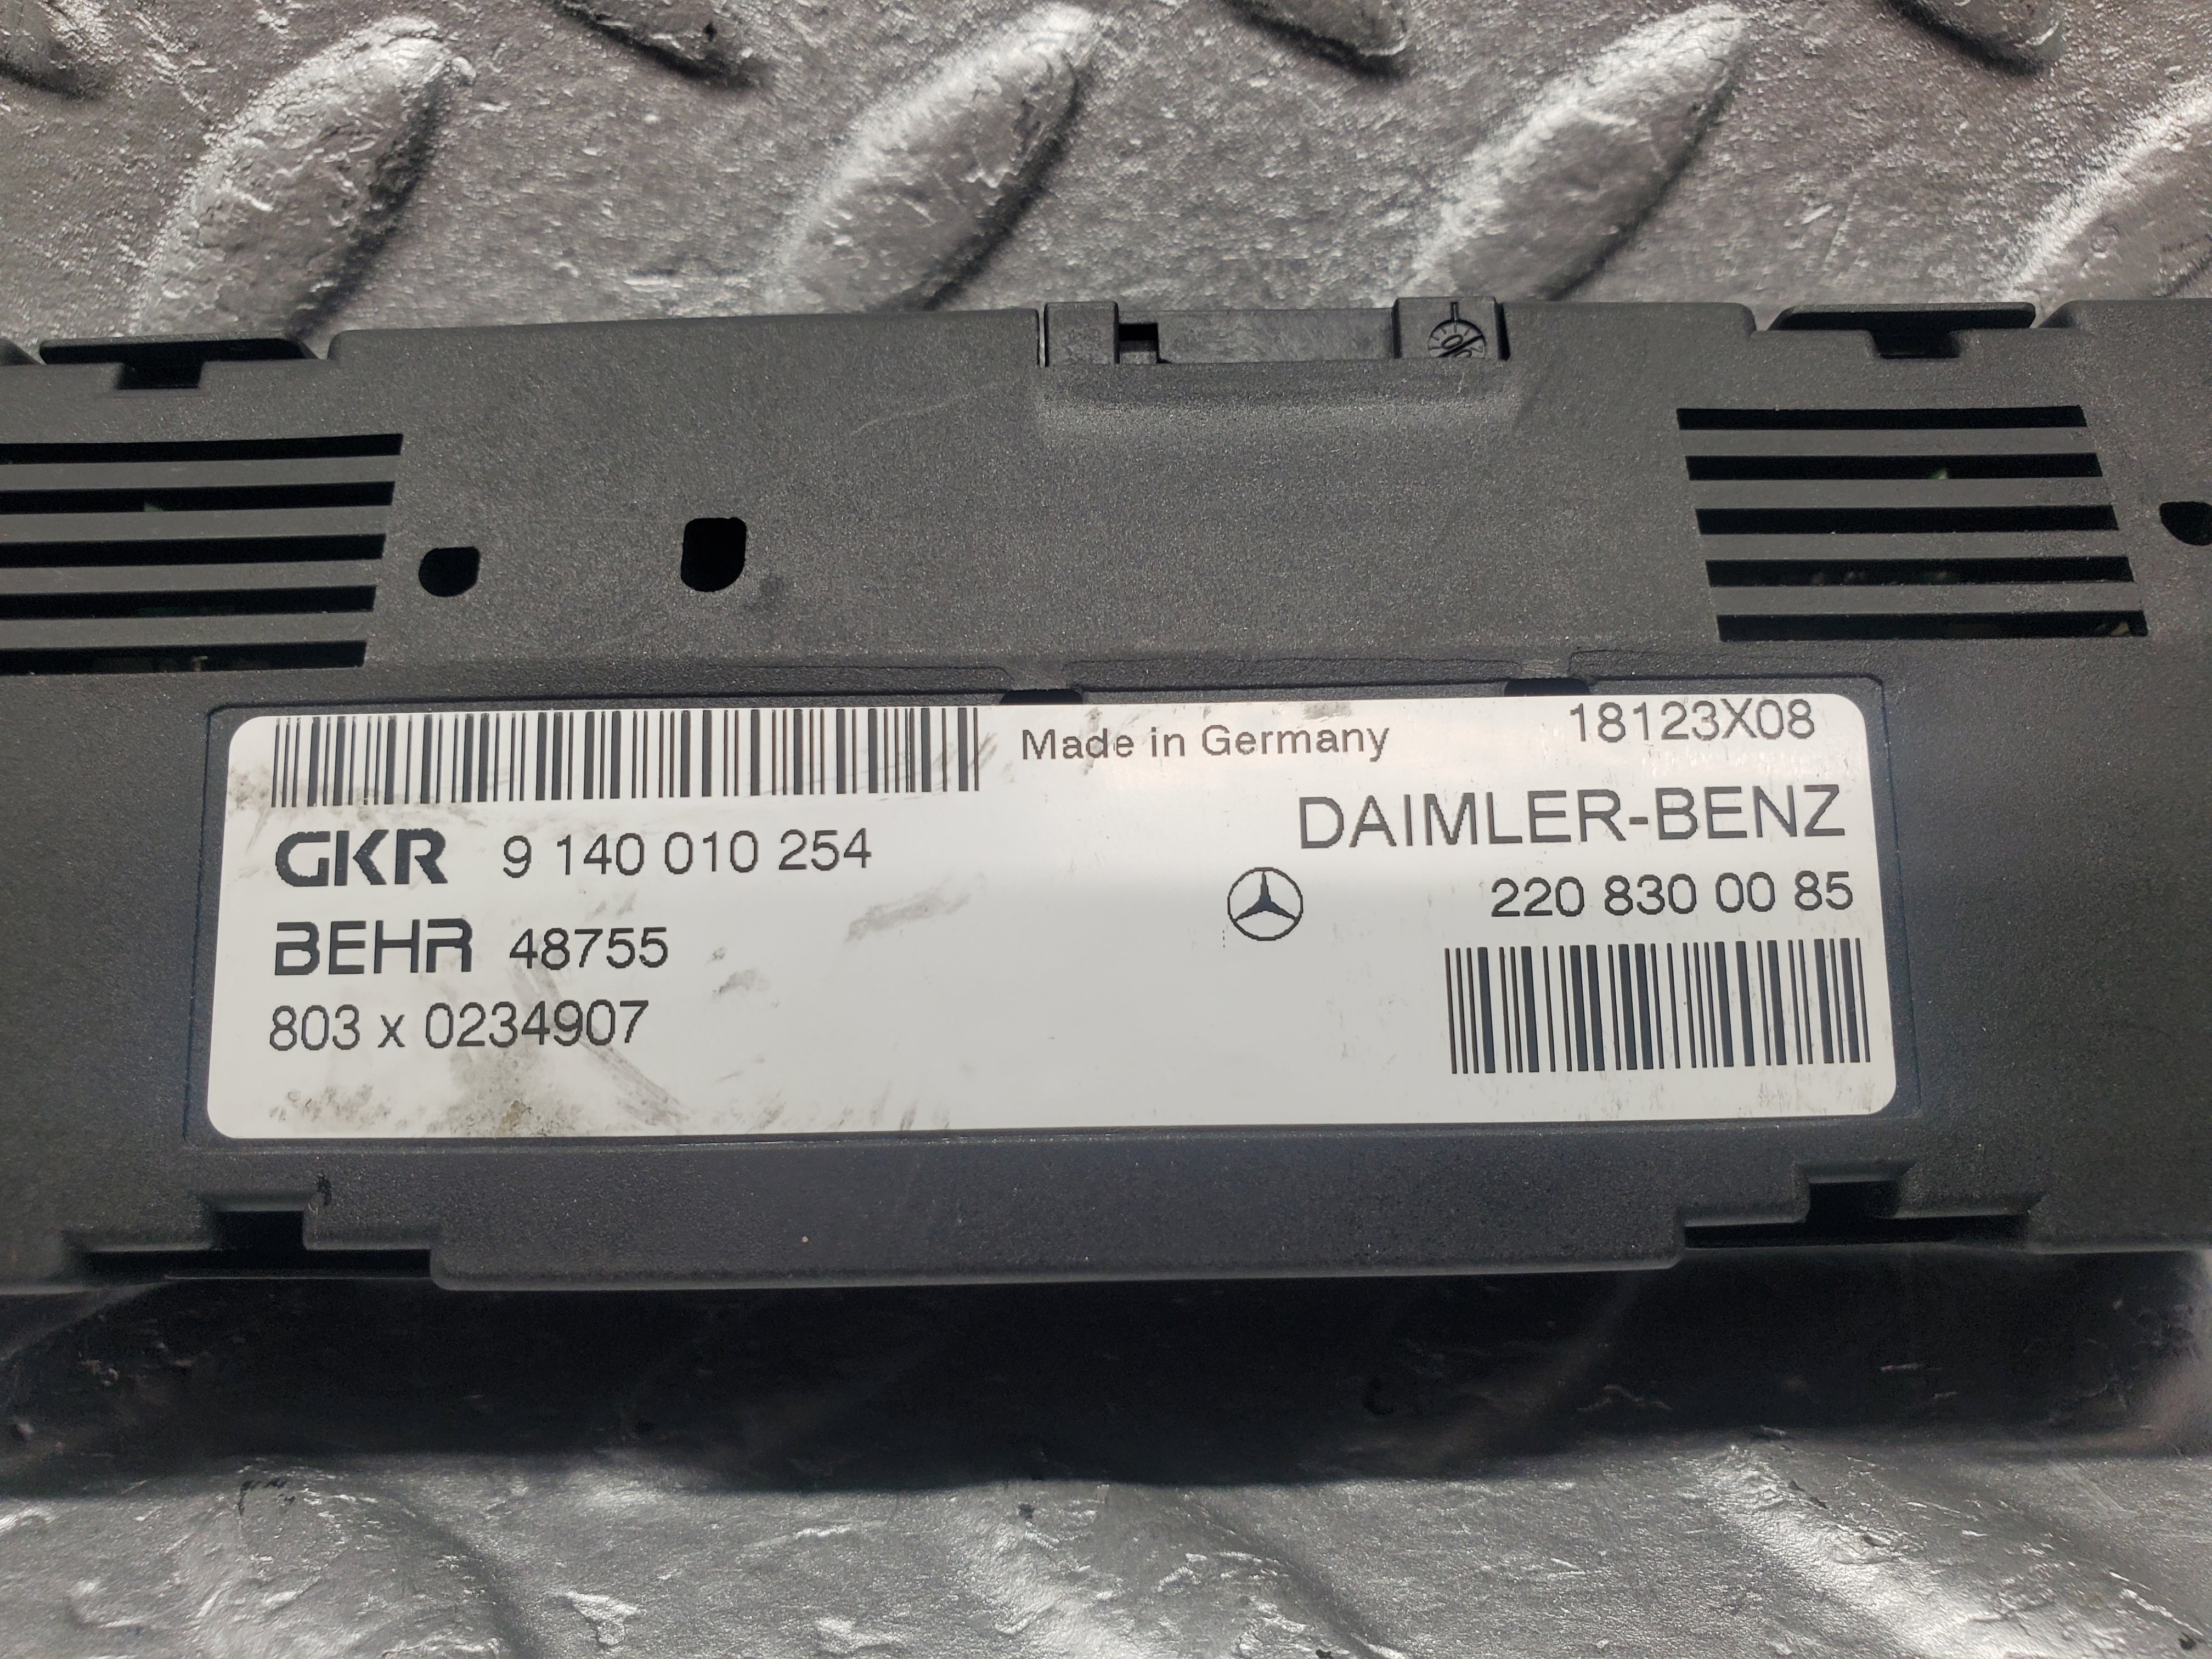 Made in Germany 18123X08
GKR 9 140 010 254
BEHR 48755
803 x 0234907
DAIMLER-BENZ
220 830 00 85